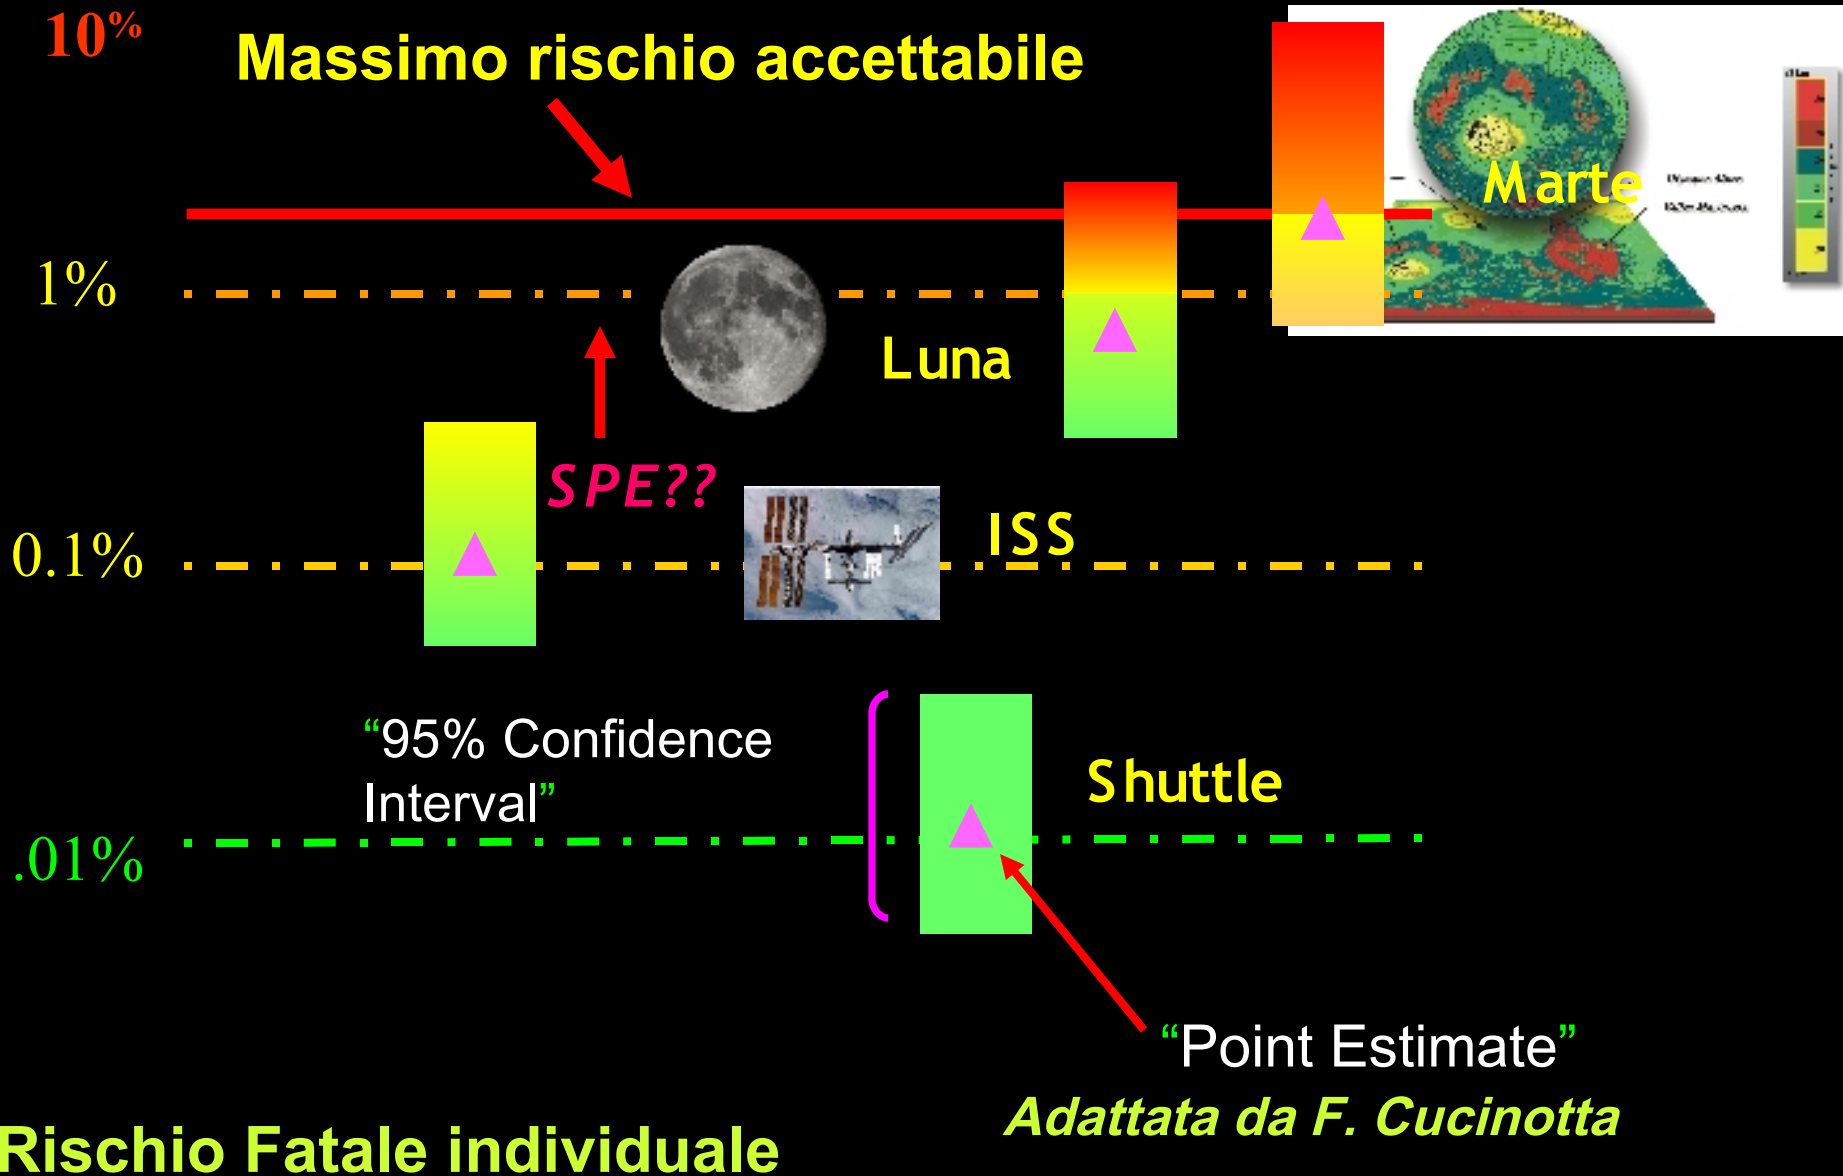 10%
Massimo rischio accettabile
Marte
1%
Luna
SPE??
ISS
0.1%
“95% Confidence
Interval”
Shuttle
.01%
“Point Estimate”
Adattata da F. Cucinotta
Rischio Fatale individuale